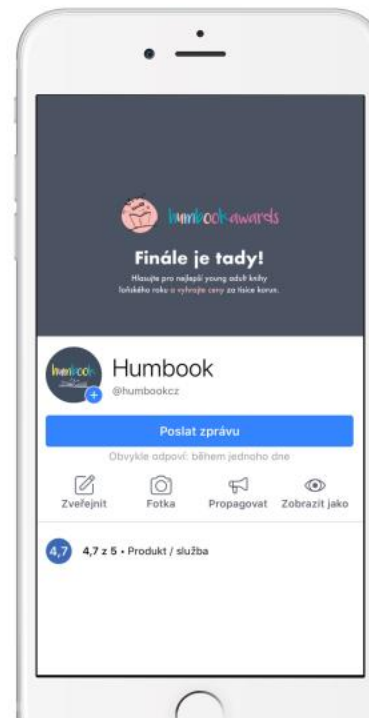 humbookawards
Finále je tady!
Hlasujte pro nejlepší young adult knihy
loňského roku a vyhrajte ceny za tisíce korun.
humbook
Humbook
@humbookcz
Poslat zprávu
Obvykle odpoví: během jednoho dne
Zveřejnit Fotka Propagovat Zobrazit jako
4,7 4,7 z 5 • Produkt / služba